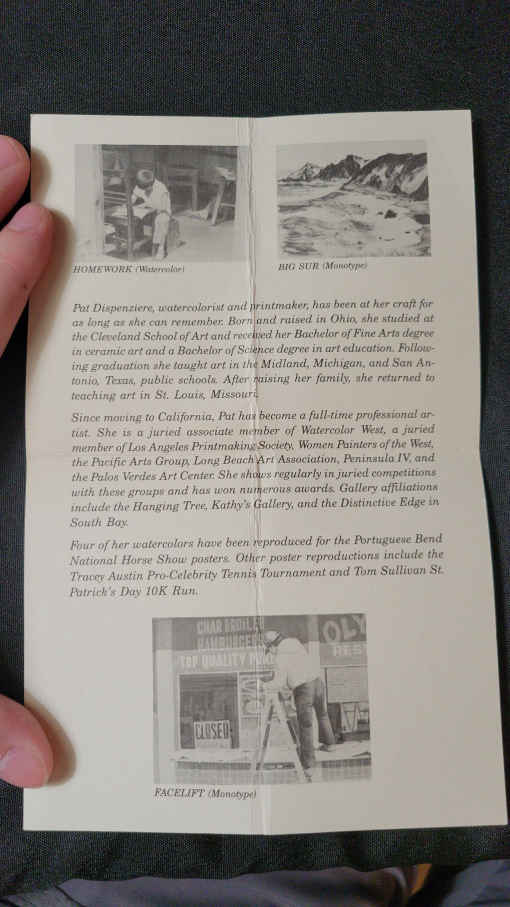 HOMEWORK (Watercolor)
BIG SUR (Monotype)
Pat Dispenziere, watercolorist and printmaker, has been at her craft for
as long as she can remember. Born and raised in Ohio, she studied at
the Cleveland School of Art and received her Bachelor of Fine Arts degree
in ceramic art and a Bachelor of Science degree in art education. Follow-
ing graduation she taught art in the Midland, Michigan, and San An-
tonio, Texas, public schools. After raising her family, she returned to
teaching art in St. Louis, Missouri.
Since moving to California, Pat has become a full-time professional ar-
tist. She is a juried associate member of Watercolor West, a juried
member of Los Angeles Printmaking Society, Women Painters of the West,
the Pacific Arts Group, Long Beach Art Association, Peninsula IV, and
the Palos Verdes Art Center. She shows regularly in juried competitions
with these groups and has won numerous awards. Gallery affiliations
include the Hanging Tree, Kathy's Gallery, and the Distinctive Edge in
South Bay.
Four of her watercolors have been reproduced for the Portuguese Bend
National Horse Show posters. Other poster reproductions include the
Tracey Austin Pro-Celebrity Tennis Tournament and Tom Sullivan St.
Patrick's Day 10K Run.
CHAR BROILED
HAMBURGERS
TOP QUALITY
OLY
RES
CLOSED
FACELIFT (Monotype)